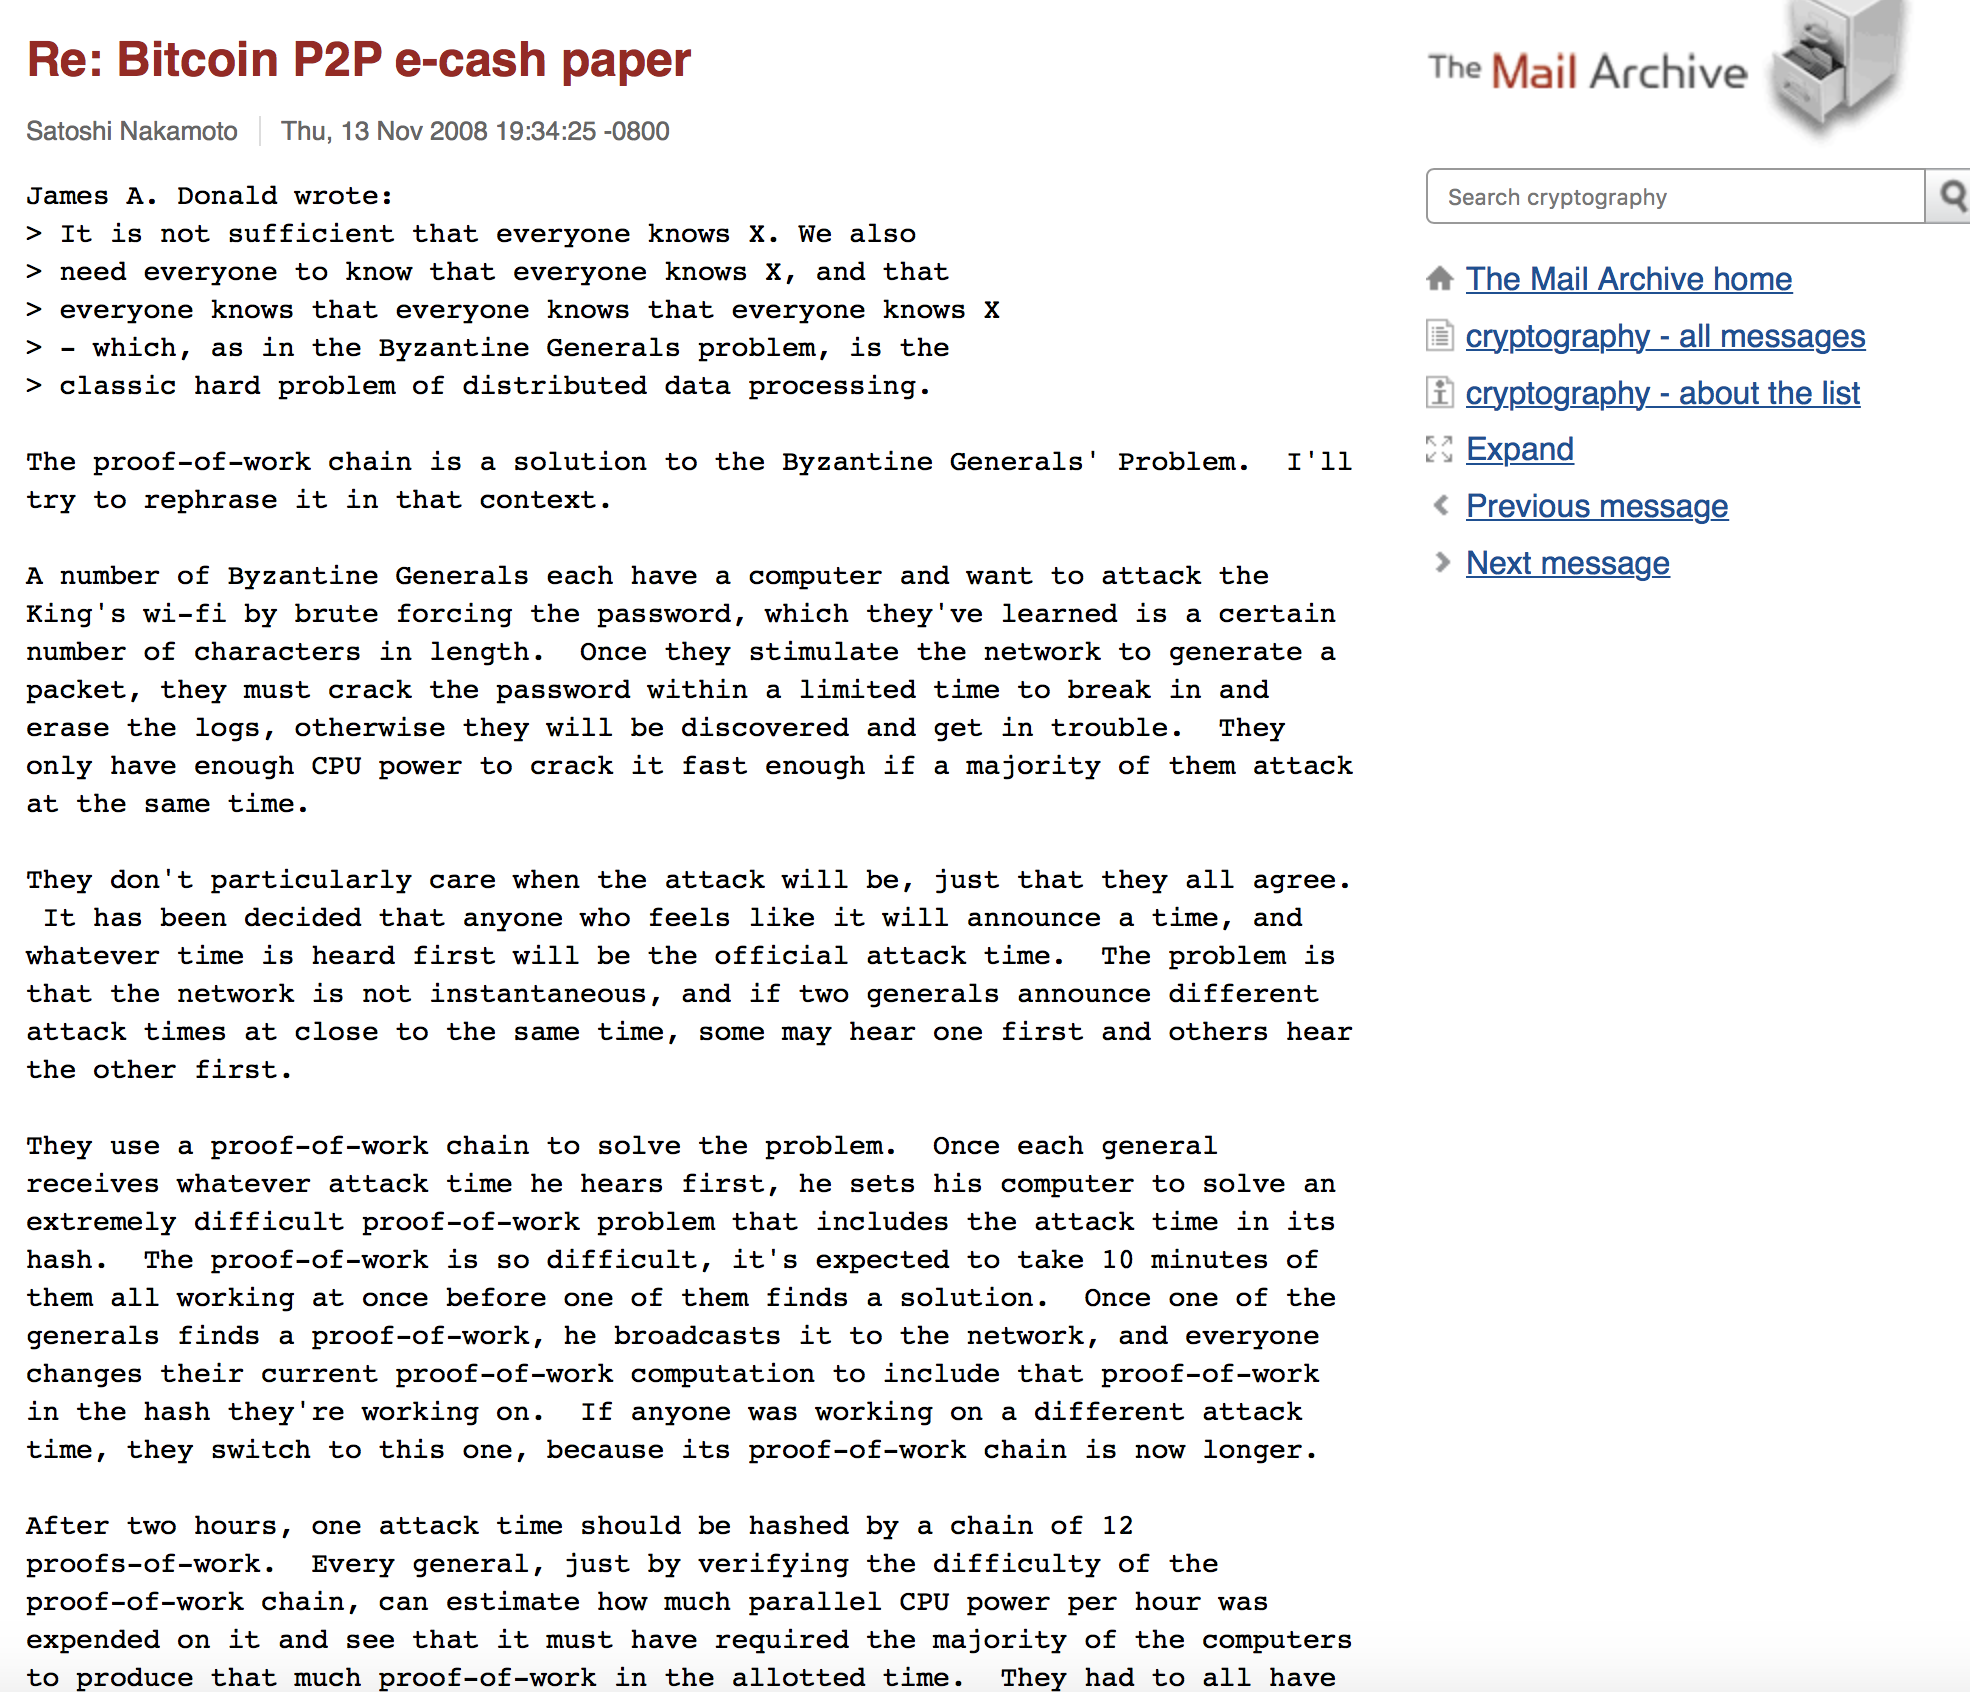 Re: Bitcoin P2P e-cash paper
Satoshi Nakamoto Thu, 13 Nov 2008 19:34:25 -0800
James A. Donald wrote:
> It is not sufficient that everyone knows X. We also
> need everyone to know that everyone knows X, and that
> everyone knows that everyone knows that everyone knows X
> - which, as in the Byzantine Generals problem, is the
> classic hard problem of distributed data processing.
The proof-of-work chain is a solution to the Byzantine Generals' Problem.  I'll
try to rephrase it in that context.
A number of Byzantine Generals each have a computer and want to attack the
King's wi-fi by brute forcing the password, which they've learned is a certain
number of characters in length.  Once they stimulate the network to generate a
packet, they must crack the password within a limited time to break in and
erase the logs, otherwise they will be discovered and get in trouble.  They
only have enough CPU power to crack it fast enough if a majority of them attack
at the same time.
They don't particularly care when the attack will be, just that they all agree.
It has been decided that anyone who feels like it will announce a time, and
whatever time is heard first will be the official attack time.  The problem is
that the network is not instantaneous, and if two generals announce different
attack times at close to the same time, some may hear one first and others hear
the other first.
They use a proof-of-work chain to solve the problem.  Once each general
receives whatever attack time he hears first, he sets his computer to solve an
extremely difficult proof-of-work problem that includes the attack time in its
hash.  The proof-of-work is so difficult, it's expected to take 10 minutes of
them all working at once before one of them finds a solution.  Once one of the
generals finds a proof-of-work, he broadcasts it to the network, and everyone
changes their current proof-of-work computation to include that proof-of-work
in the hash they're working on.  If anyone was working on a different attack
time, they switch to this one, because its proof-of-work chain is now longer.
After two hours, one attack time should be hashed by a chain of 12
proofs-of-work.  Every general, just by verifying the difficulty of the
proof-of-work chain, can estimate how much parallel CPU power per hour was
expended on it and see that it must have required the majority of the computers
to produce that much proof-of-work in the allotted time.  They had to all have
The Mail Archive
Search cryptography
The Mail Archive home
cryptography - all messages
cryptography - about the list
Expand
Previous message
Next message